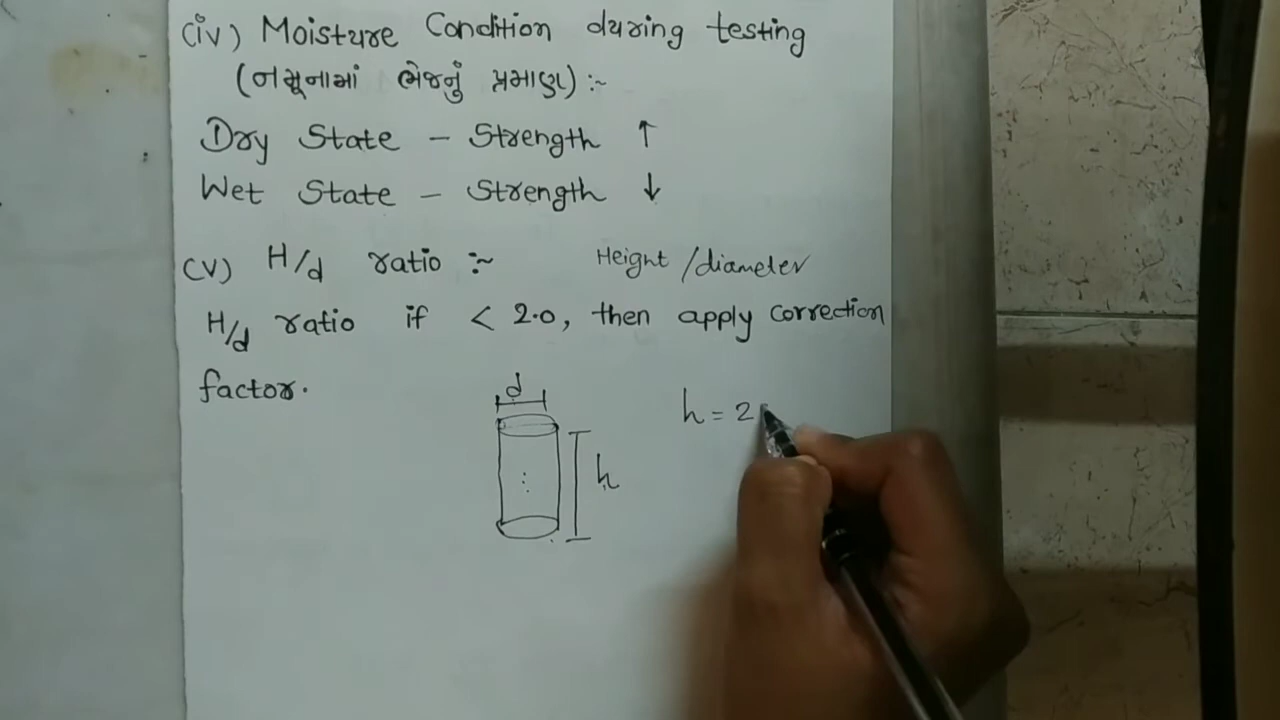 (iv) Moisture Condition during testing
(નમૂનામાં ભેજનું પ્રમાણ) :-
Dry State - Strength ↑
Wet State - Strength ↓
(v) H/d ratio :- Height /diameter
H/d ratio if < 2.0, then apply correction
factor.
d
h = 2
h